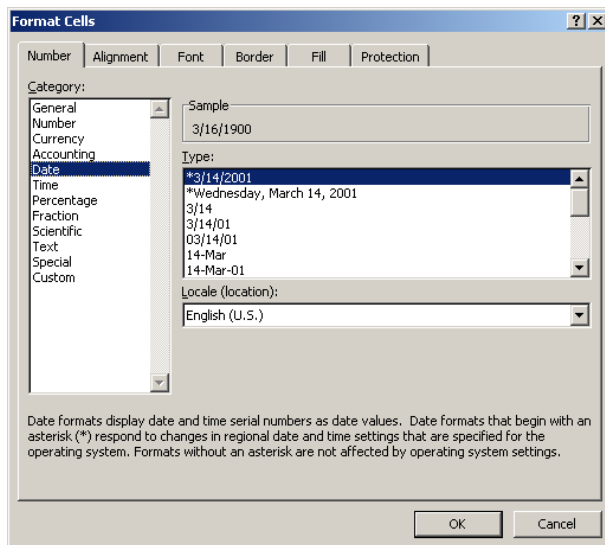 Format Cells
Number Alignment Font Border Fill Protection
Category:
General
Number
Currency
Accounting
Date
Time
Percentage
Fraction
Scientific
Text
Special
Custom
Sample
3/16/1900
Type:
*3/14/2001
*Wednesday, March 14, 2001
3/14
3/14/01
03/14/01
14-Mar
14-Mar-01
Locale (location):
English (U.S.)
Date formats display date and time serial numbers as date values. Date formats that begin with an
asterisk (*) respond to changes in regional date and time settings that are specified for the
operating system. Formats without an asterisk are not affected by operating system settings.
OK Cancel